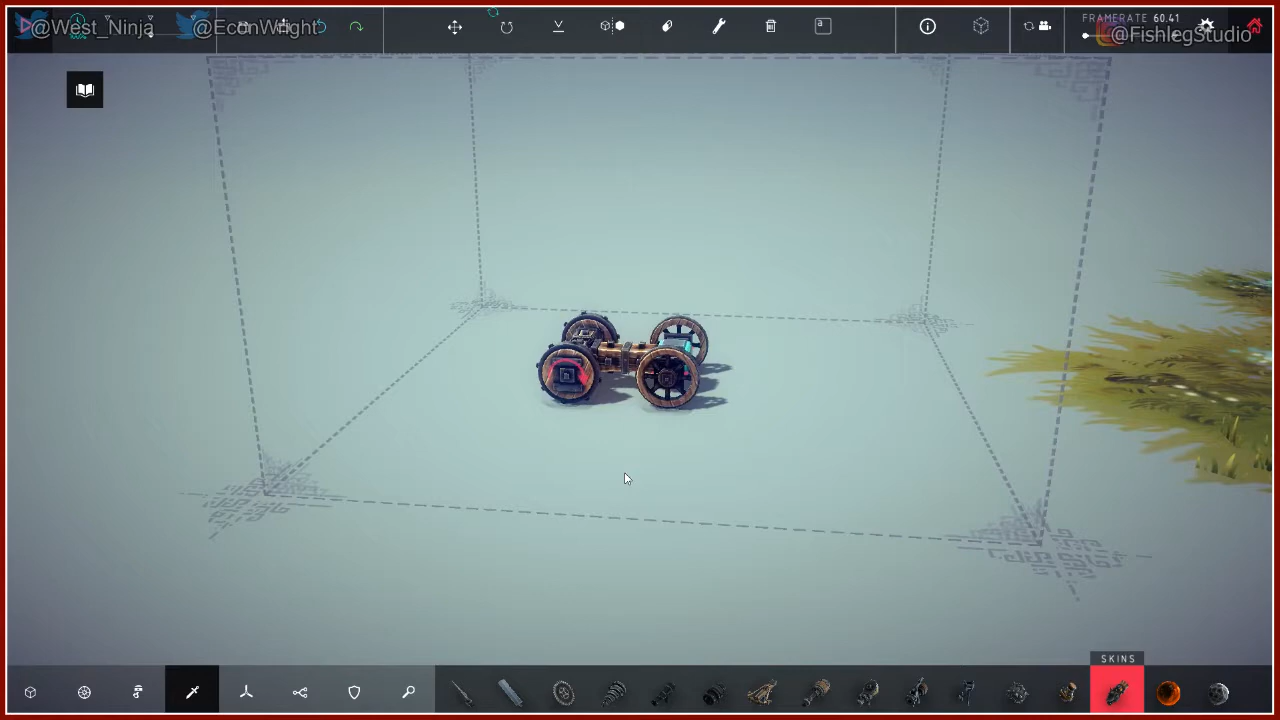 @West_Ninja
@EconWright
FRAMERATE 60.41
@FishlegStudio
SKINS